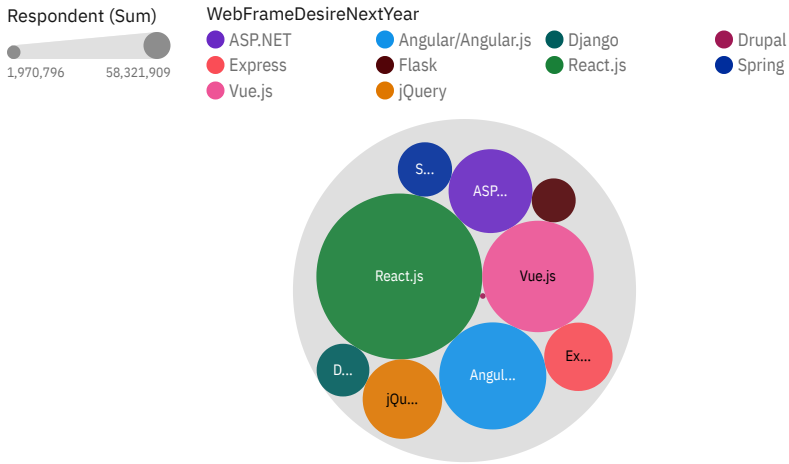 Respondent (Sum)
1,970,796 58,321,909
WebFrameDesireNextYear
ASP.NET Angular/Angular.js Django Drupal
Express Flask React.js Spring
Vue.js jQuery
S...
ASP...
React.js
Vue.js
Ex...
D...
Angul...
jQu...